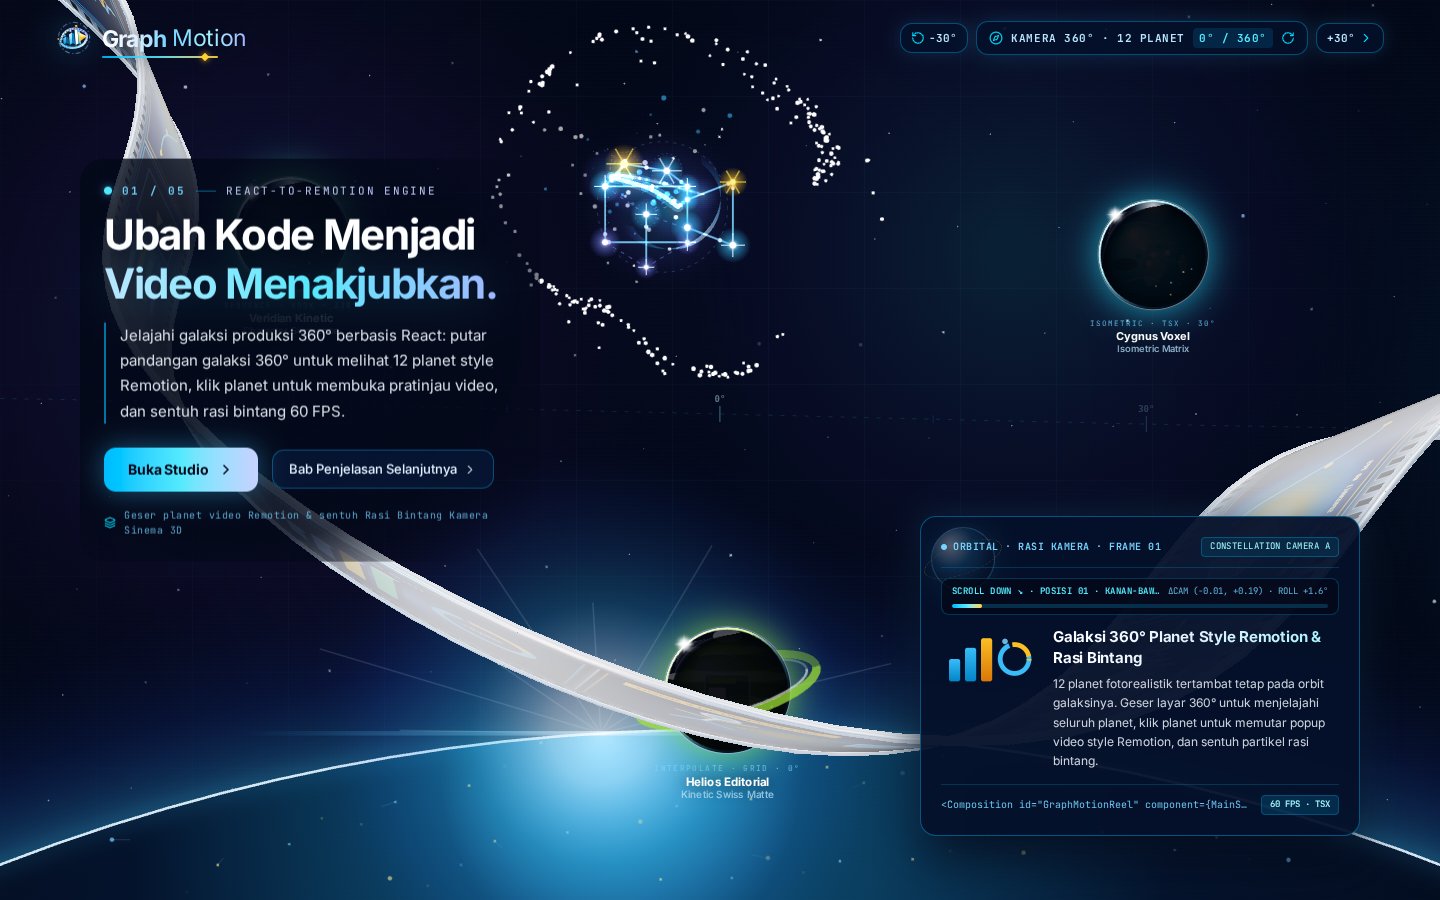 Graph Motion
-30°
KAMERA 360° · 12 PLANET 0° / 360°
+30°
01 / 05 REACT-TO-REMOTION ENGINE
Ubah Kode Menjadi
Video Menakjubkan.
Veridian Kinetic
Jelajahi galaksi produksi 360° berbasis React: putar
pandangan galaksi 360° untuk melihat 12 planet style
Remotion, klik planet untuk membuka pratinjau video,
dan sentuh rasi bintang 60 FPS.
Buka Studio
Bab Penjelasan Selanjutnya
Geser planet video Remotion & sentuh Rasi Bintang Kamera
Sinema 3D
ISOMETRIC · TSX · 30°
Cygnus Voxel
Isometric Matrix
0°
30°
INTERPOLATE · GRID · 0°
Helios Editorial
Kinetic Swiss Matte
ORBITAL · RASI KAMERA · FRAME 01
CONSTELLATION CAMERA A
SCROLL DOWN ↘ · POSISI 01 · KANAN-BAW… ΔCAM (-0.01, +0.19) · ROLL +1.6°
Galaksi 360° Planet Style Remotion &
Rasi Bintang
12 planet fotorealistik tertambat tetap pada orbit
galaksinya. Geser layar 360° untuk menjelajahi
seluruh planet, klik planet untuk memutar popup
video style Remotion, dan sentuh partikel rasi
bintang.
<Composition id="GraphMotionReel" component={MainS…
60 FPS · TSX